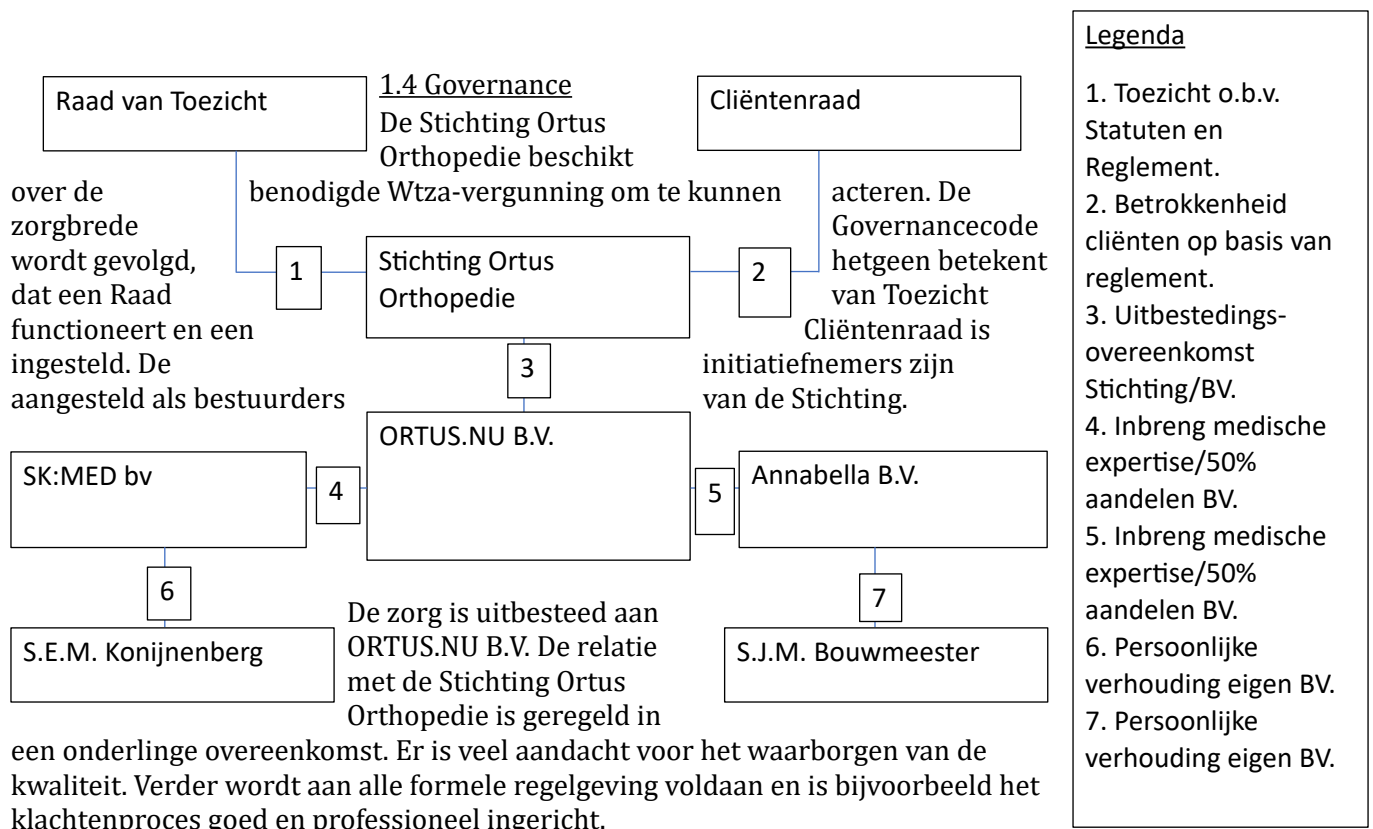 Raad van Toezicht
1.4 Governance
De Stichting Ortus
Orthopedie beschikt
Cliëntenraad
over de benodigde Wtza-vergunning om te kunnen acteren. De
zorgbrede Governancecode
wordt gevolgd, hetgeen betekent
dat een Raad van Toezicht
functioneert en een Cliëntenraad is
ingesteld. De initiatiefnemers zijn
aangesteld als bestuurders van de Stichting.
1
Stichting Ortus
Orthopedie
2
3
ORTUS.NU B.V.
SK:MED bv
4
5
Annabella B.V.
6
7
S.E.M. Konijnenberg
S.J.M. Bouwmeester
De zorg is uitbesteed aan
ORTUS.NU B.V. De relatie
met de Stichting Ortus
Orthopedie is geregeld in
een onderlinge overeenkomst. Er is veel aandacht voor het waarborgen van de
kwaliteit. Verder wordt aan alle formele regelgeving voldaan en is bijvoorbeeld het
klachtenproces goed en professioneel ingericht.
Legenda
1. Toezicht o.b.v.
Statuten en
Reglement.
2. Betrokkenheid
cliënten op basis van
reglement.
3. Uitbestedings-
overeenkomst
Stichting/BV.
4. Inbreng medische
expertise/50%
aandelen BV.
5. Inbreng medische
expertise/50%
aandelen BV.
6. Persoonlijke
verhouding eigen BV.
7. Persoonlijke
verhouding eigen BV.